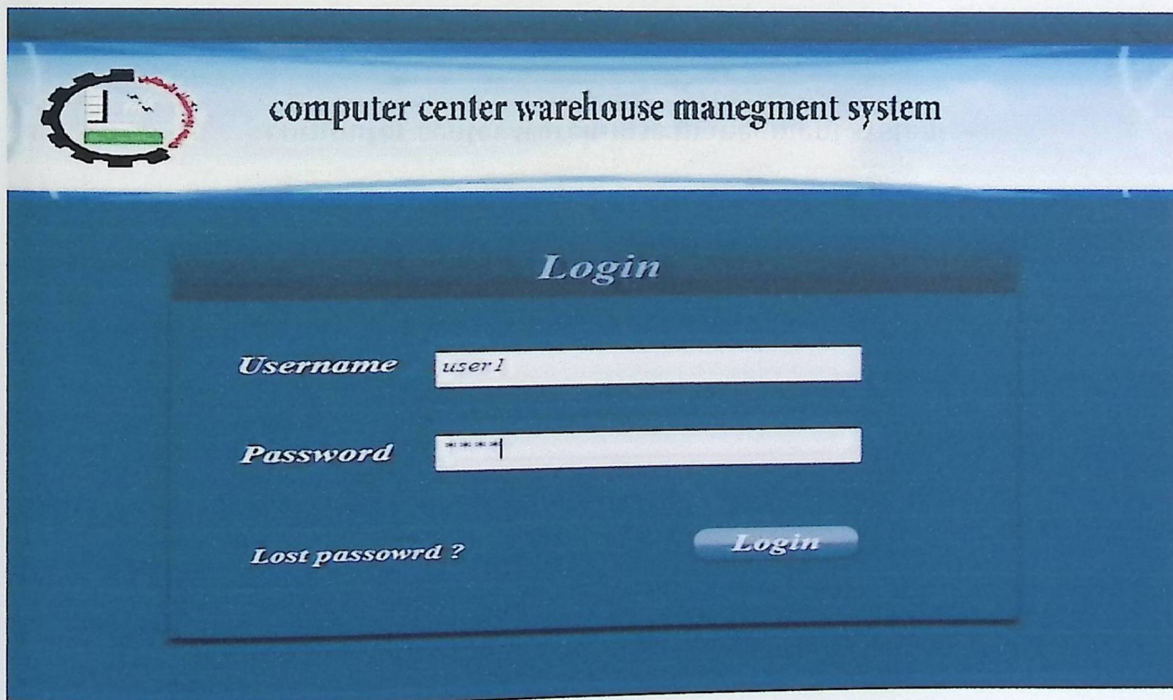 computer center warehouse manegment system
Login
Username user1
Password ****
Lost passowrd ?
Login